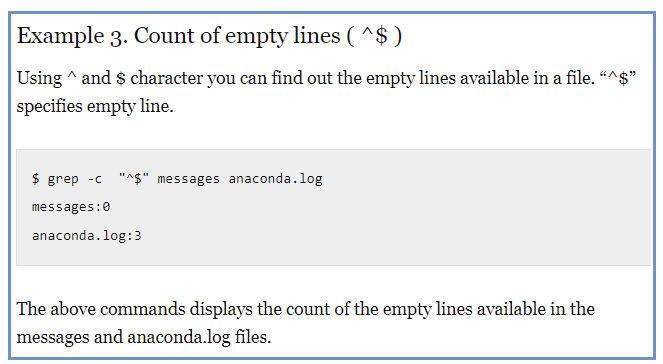 Example 3. Count of empty lines ( ^$ )
Using ^ and $ character you can find out the empty lines available in a file. “^$”
specifies empty line.
$ grep -c  "^$" messages anaconda.log
messages:0
anaconda.log:3
The above commands displays the count of the empty lines available in the
messages and anaconda.log files.